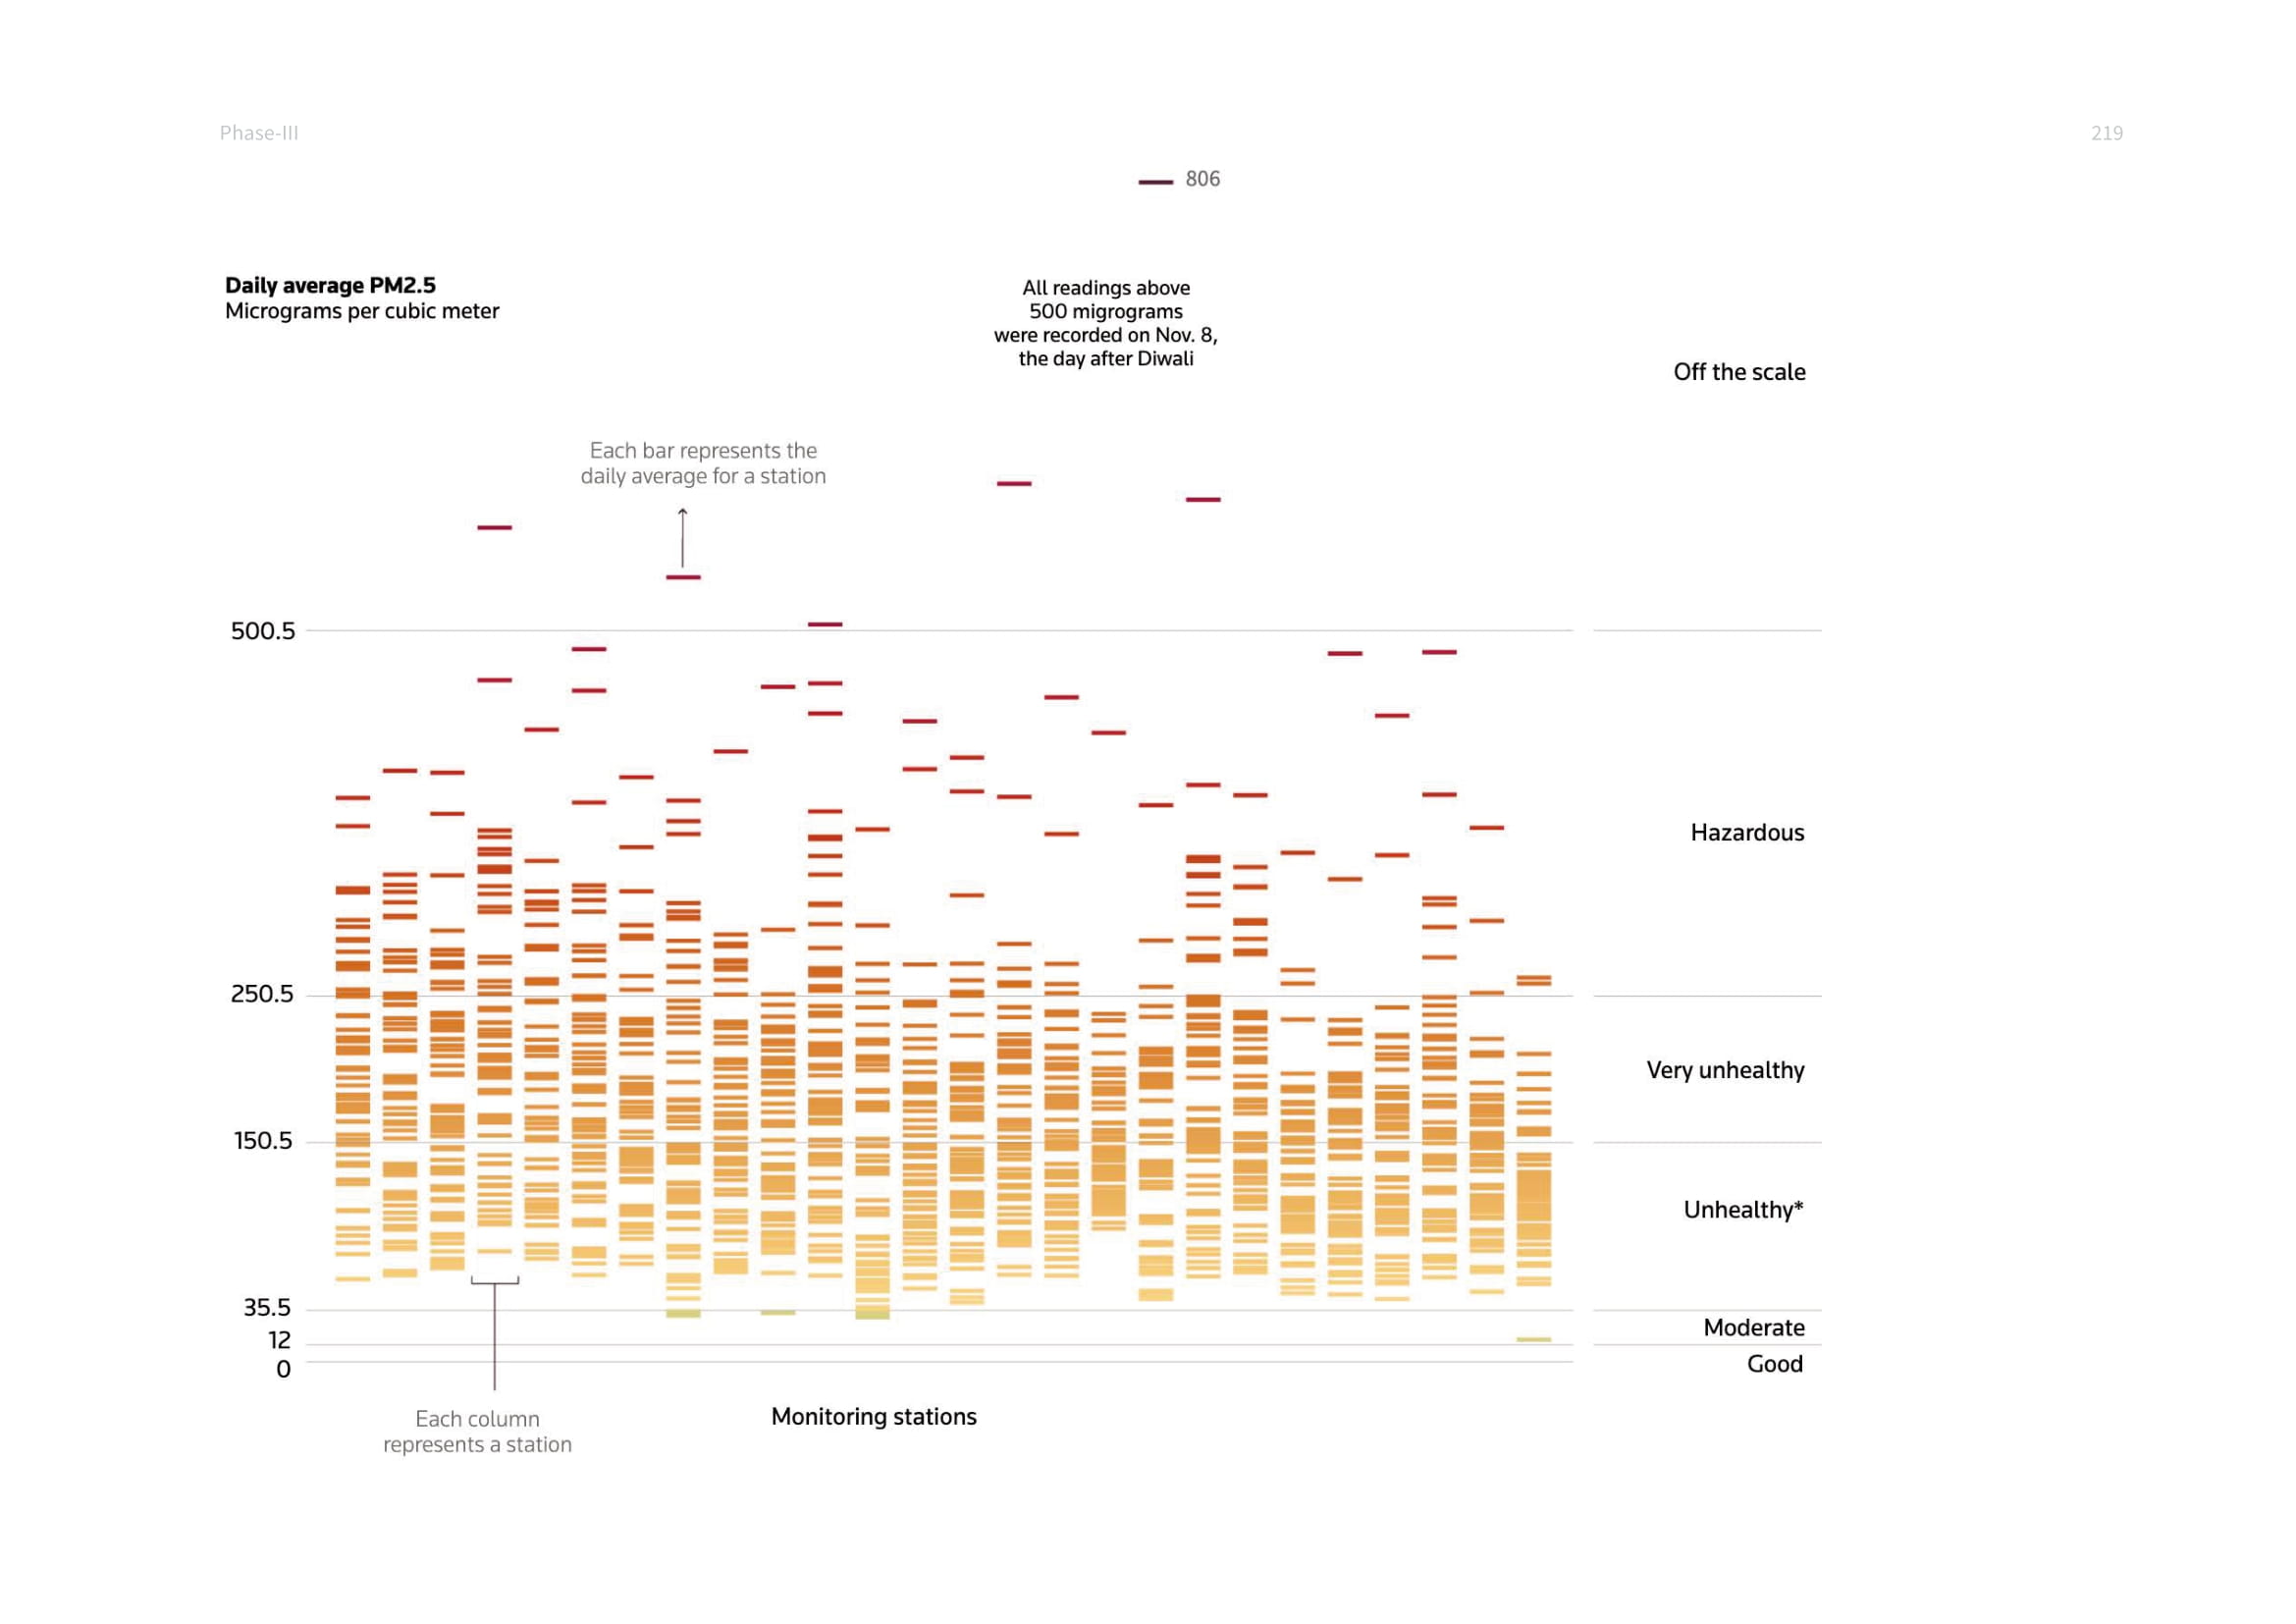 Phase-III
219
806
Daily average PM2.5
Micrograms per cubic meter
All readings above
500 migrograms
were recorded on Nov. 8,
the day after Diwali
Off the scale
Each bar represents the
daily average for a station
500.5
Hazardous
250.5
Very unhealthy
150.5
Unhealthy*
35.5
Moderate
12
Good
0
Monitoring stations
Each column
represents a station